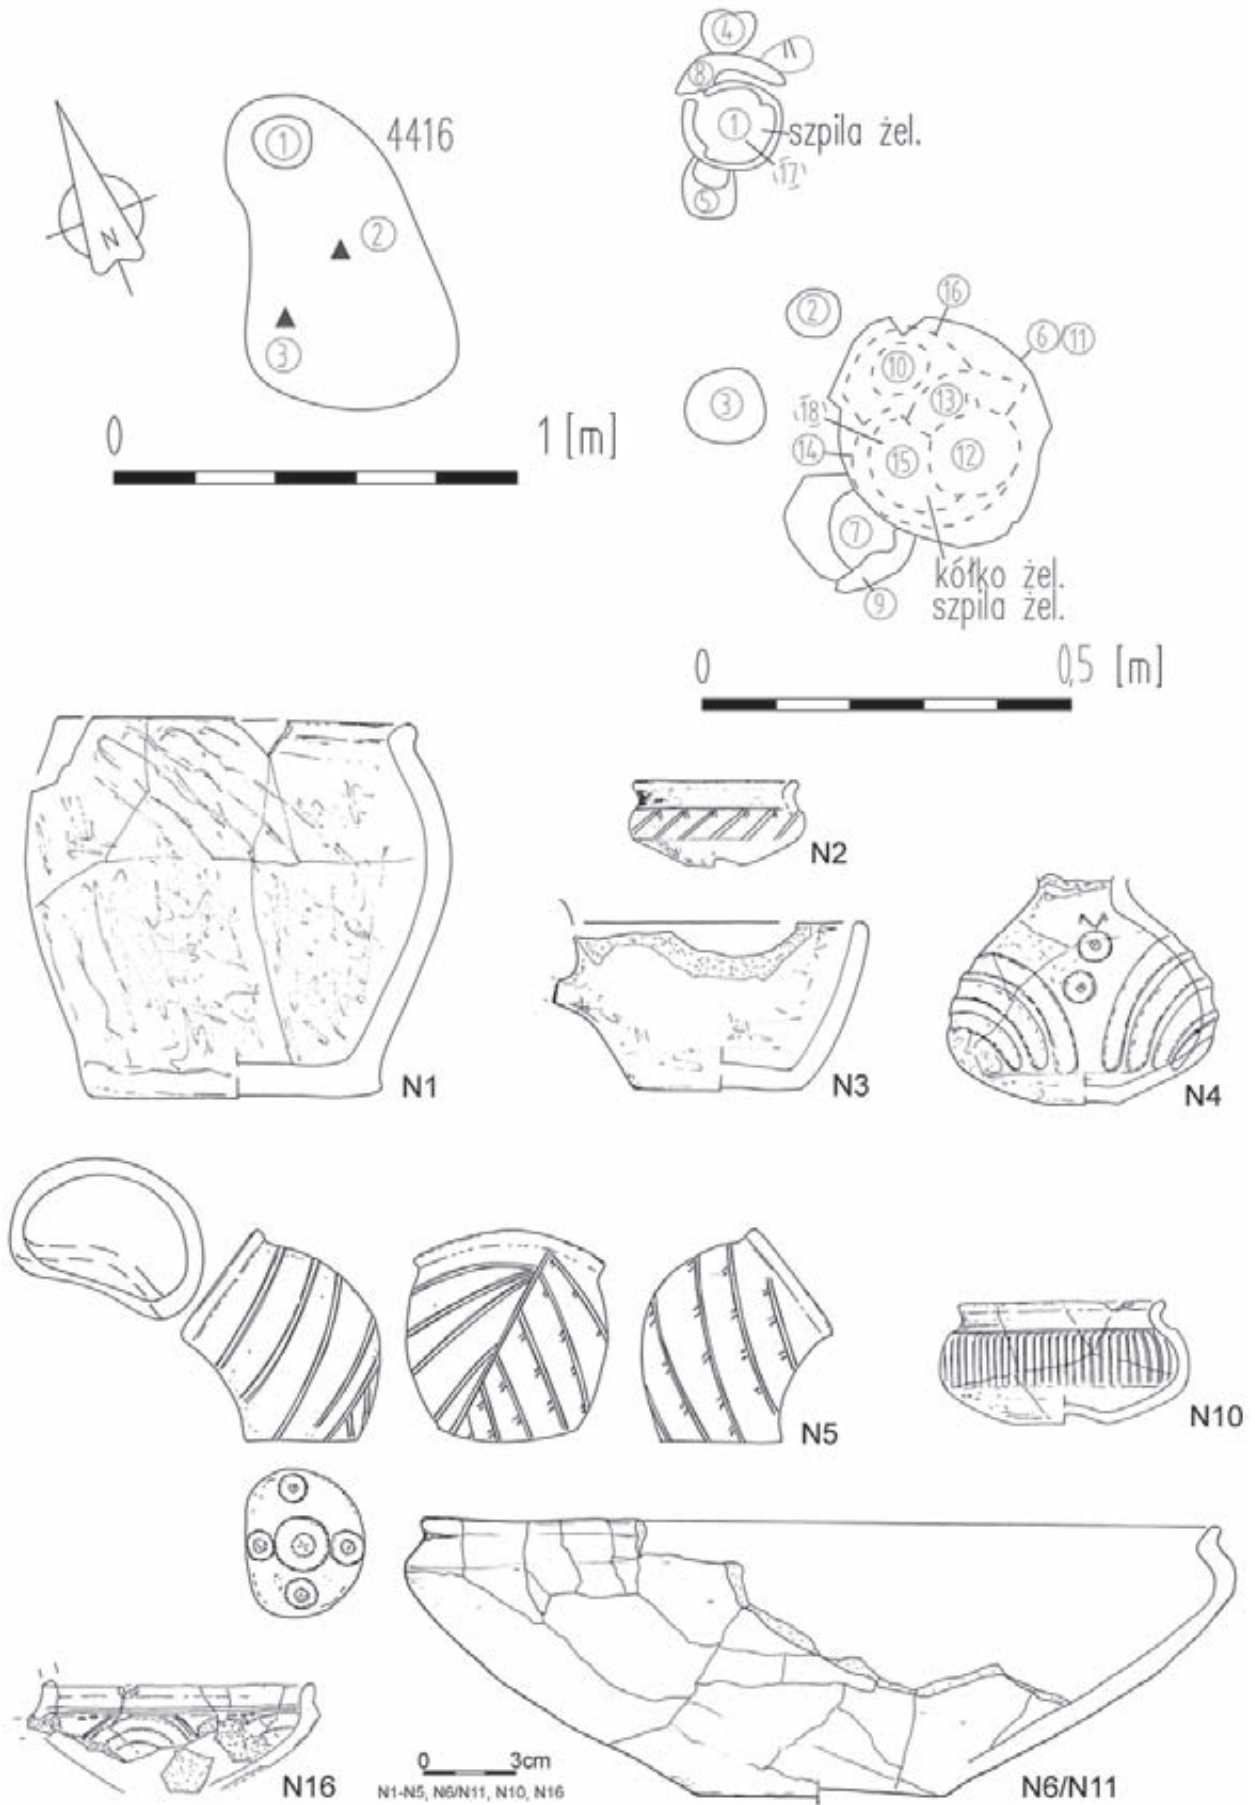 4416
1
2
3
N
0 1 [m]
4
8
1
szpila żel.
17
5
2
16
6 11
10
3
13
18
14
15
12
7
kółko żel.
szpila żel.
9
0 0,5 [m]
N1
N2
N3
N4
N5
N10
N16
0 3cm
N1-N5, N6/N11, N10, N16
N6/N11